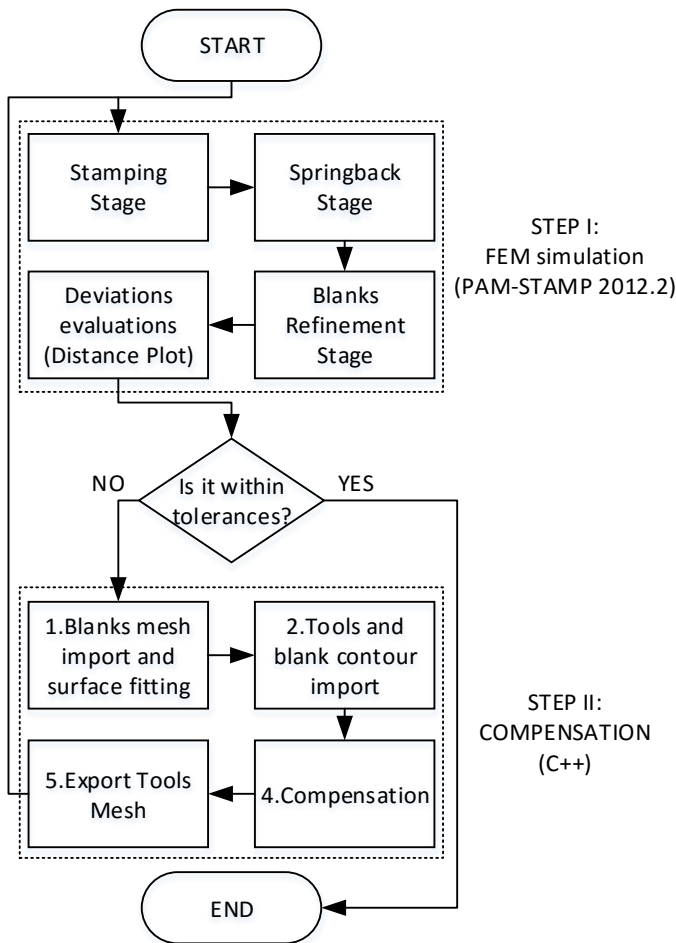 START
Stamping
Stage
Springback
Stage
STEP I:
FEM simulation
(PAM-STAMP 2012.2)
Blanks
Refinement
Stage
Deviations
evaluations
(Distance Plot)
Is it within
tolerances?
NO
YES
1.Blanks mesh
import and
surface fitting
2.Tools and
blank contour
import
STEP II:
COMPENSATION
(C++)
4.Compensation
5.Export Tools
Mesh
END